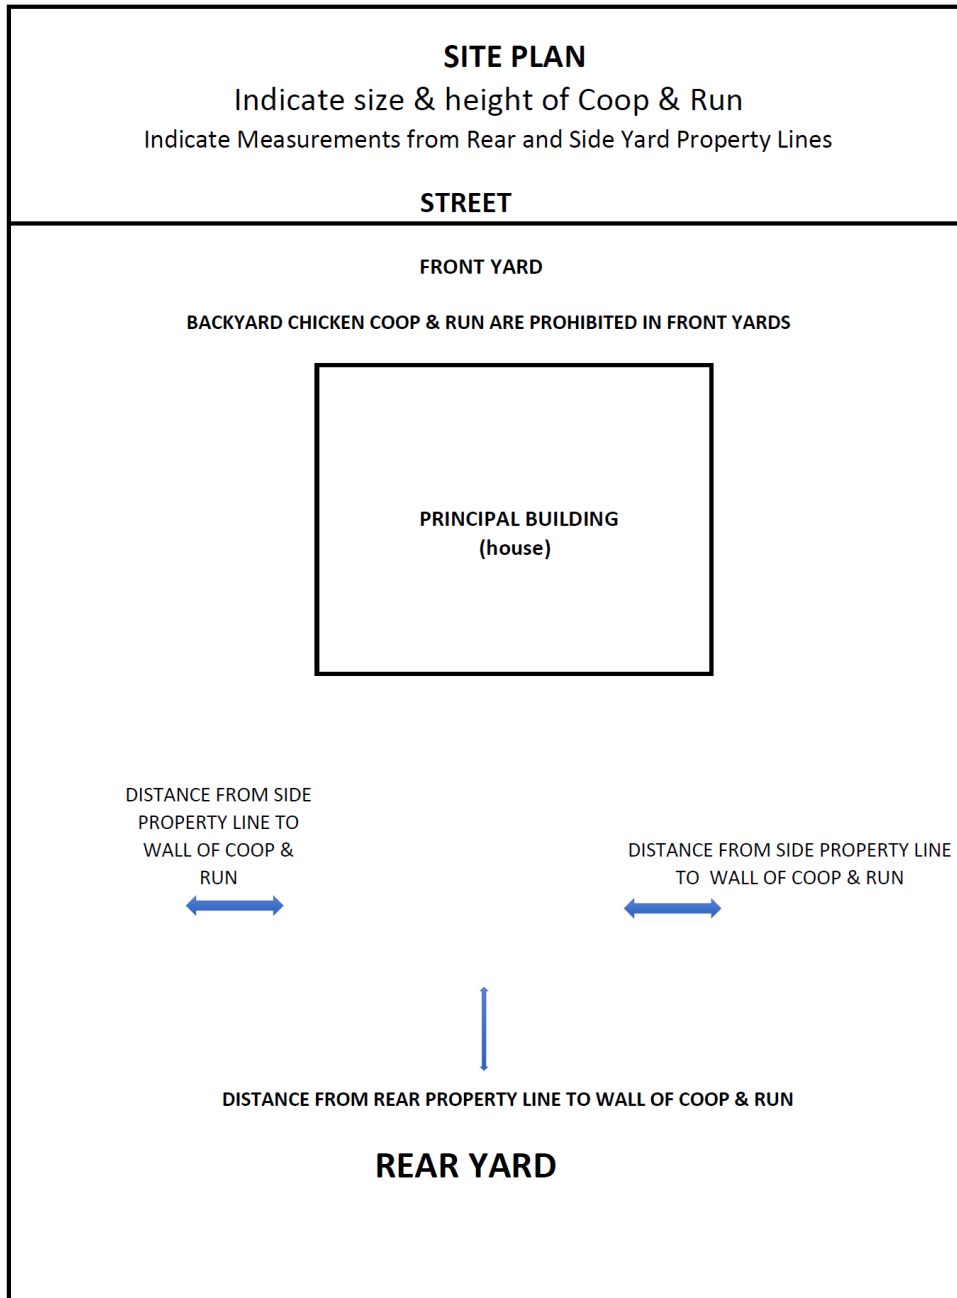 SITE PLAN
Indicate size & height of Coop & Run
Indicate Measurements from Rear and Side Yard Property Lines
STREET
FRONT YARD
BACKYARD CHICKEN COOP & RUN ARE PROHIBITED IN FRONT YARDS
PRINCIPAL BUILDING
(house)
DISTANCE FROM SIDE
PROPERTY LINE TO
WALL OF COOP &
RUN
DISTANCE FROM SIDE PROPERTY LINE
TO WALL OF COOP & RUN
DISTANCE FROM REAR PROPERTY LINE TO WALL OF COOP & RUN
REAR YARD